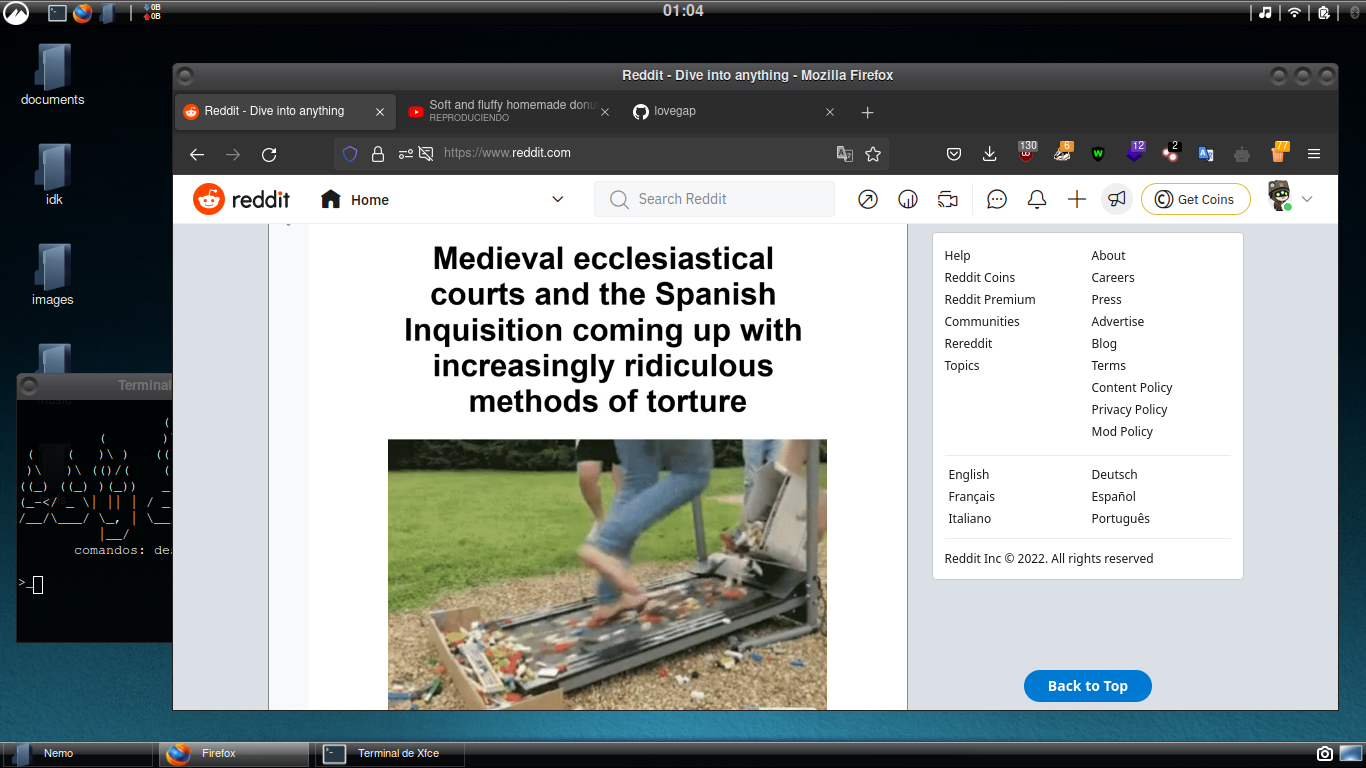 0B
0B
01:04
documents
idk
images
Reddit - Dive into anything - Mozilla Firefox
Reddit - Dive into anything
Soft and fluffy homemade donu
REPRODUCIENDO
lovegap
https://www.reddit.com
130
6
12
2
77
reddit
Home
Search Reddit
Get Coins
Medieval ecclesiastical
courts and the Spanish
Inquisition coming up with
increasingly ridiculous
methods of torture
Help
About
Reddit Coins
Careers
Reddit Premium
Press
Communities
Advertise
Rereddit
Blog
Topics
Terms
Content Policy
Privacy Policy
Mod Policy
English
Deutsch
Français
Español
Italiano
Português
Reddit Inc © 2022. All rights reserved
Back to Top
Terminal
comandos: des
>_
Nemo
Firefox
Terminal de Xfce